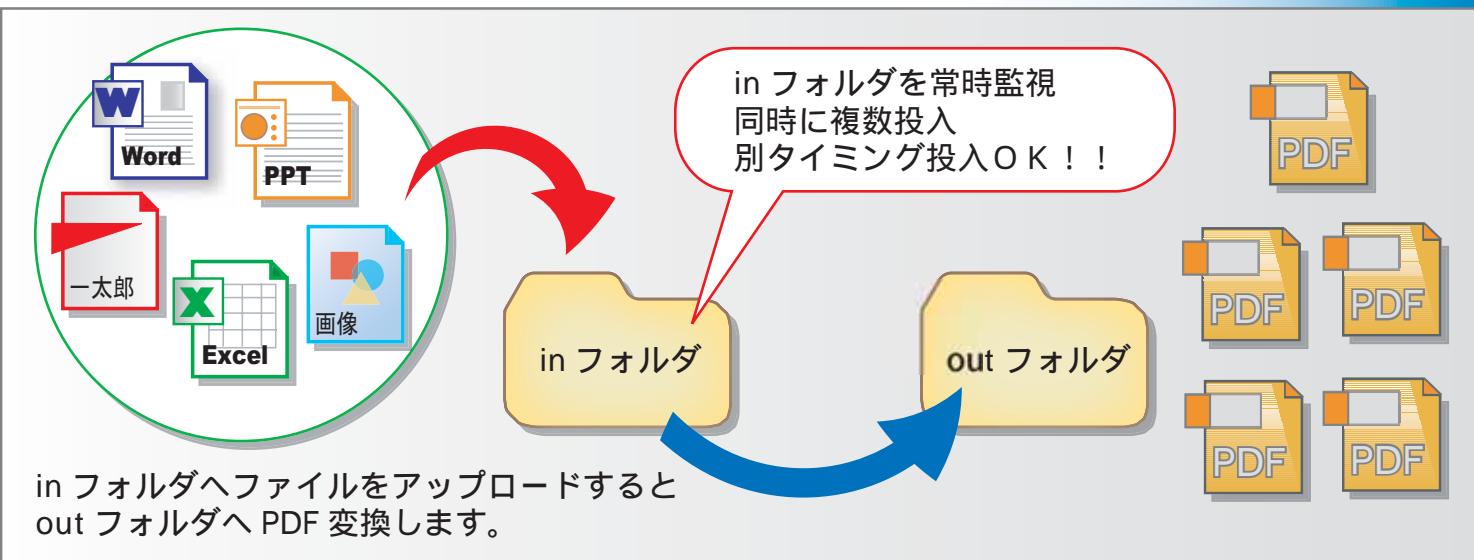 W
Word
PPT
一太郎
X
Excel
画像
in フォルダを常時監視
同時に複数投入
別タイミング投入ＯＫ！！
in フォルダ
out フォルダ
PDF
PDF
PDF
PDF
PDF
in フォルダへファイルをアップロードすると
out フォルダへ PDF 変換します。